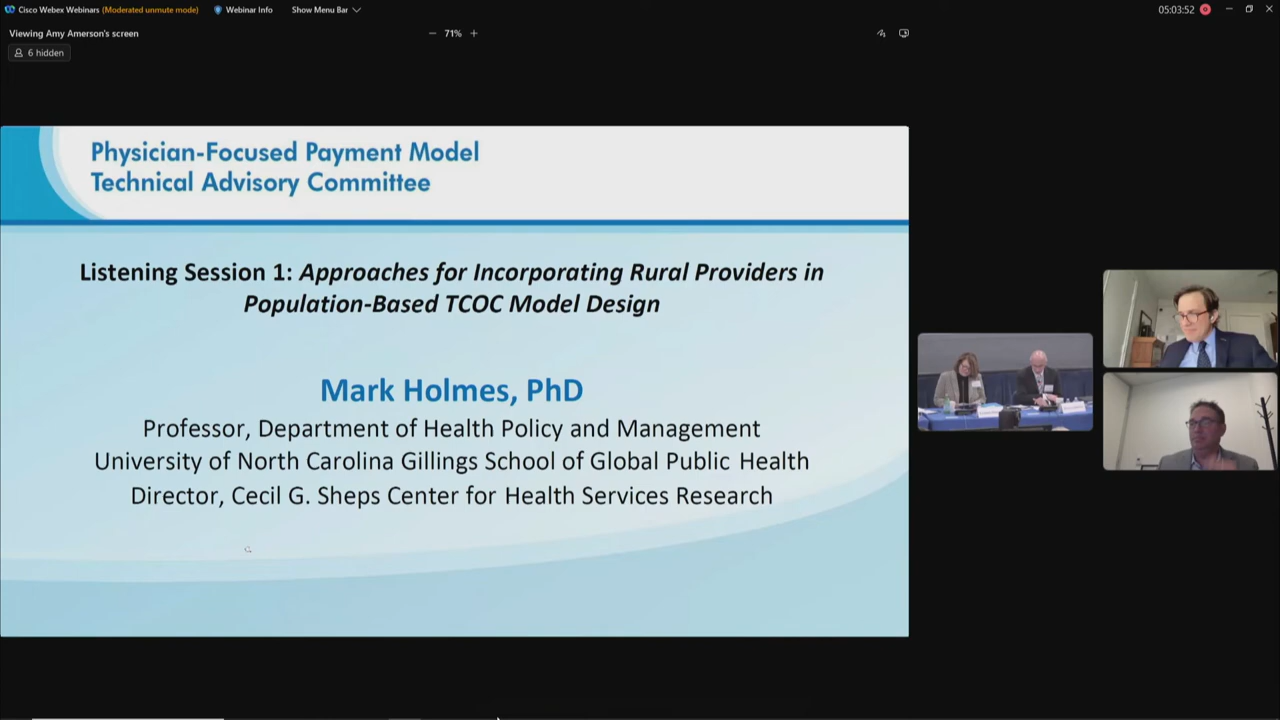 Cisco Webex Webinars (Moderated unmute mode) Webinar Info Show Menu Bar 05:03:52
Viewing Amy Amerson's screen 71%
6 hidden
Physician-Focused Payment Model
Technical Advisory Committee
Listening Session 1: Approaches for Incorporating Rural Providers in
Population-Based TCOC Model Design
Mark Holmes, PhD
Professor, Department of Health Policy and Management
University of North Carolina Gillings School of Global Public Health
Director, Cecil G. Sheps Center for Health Services Research